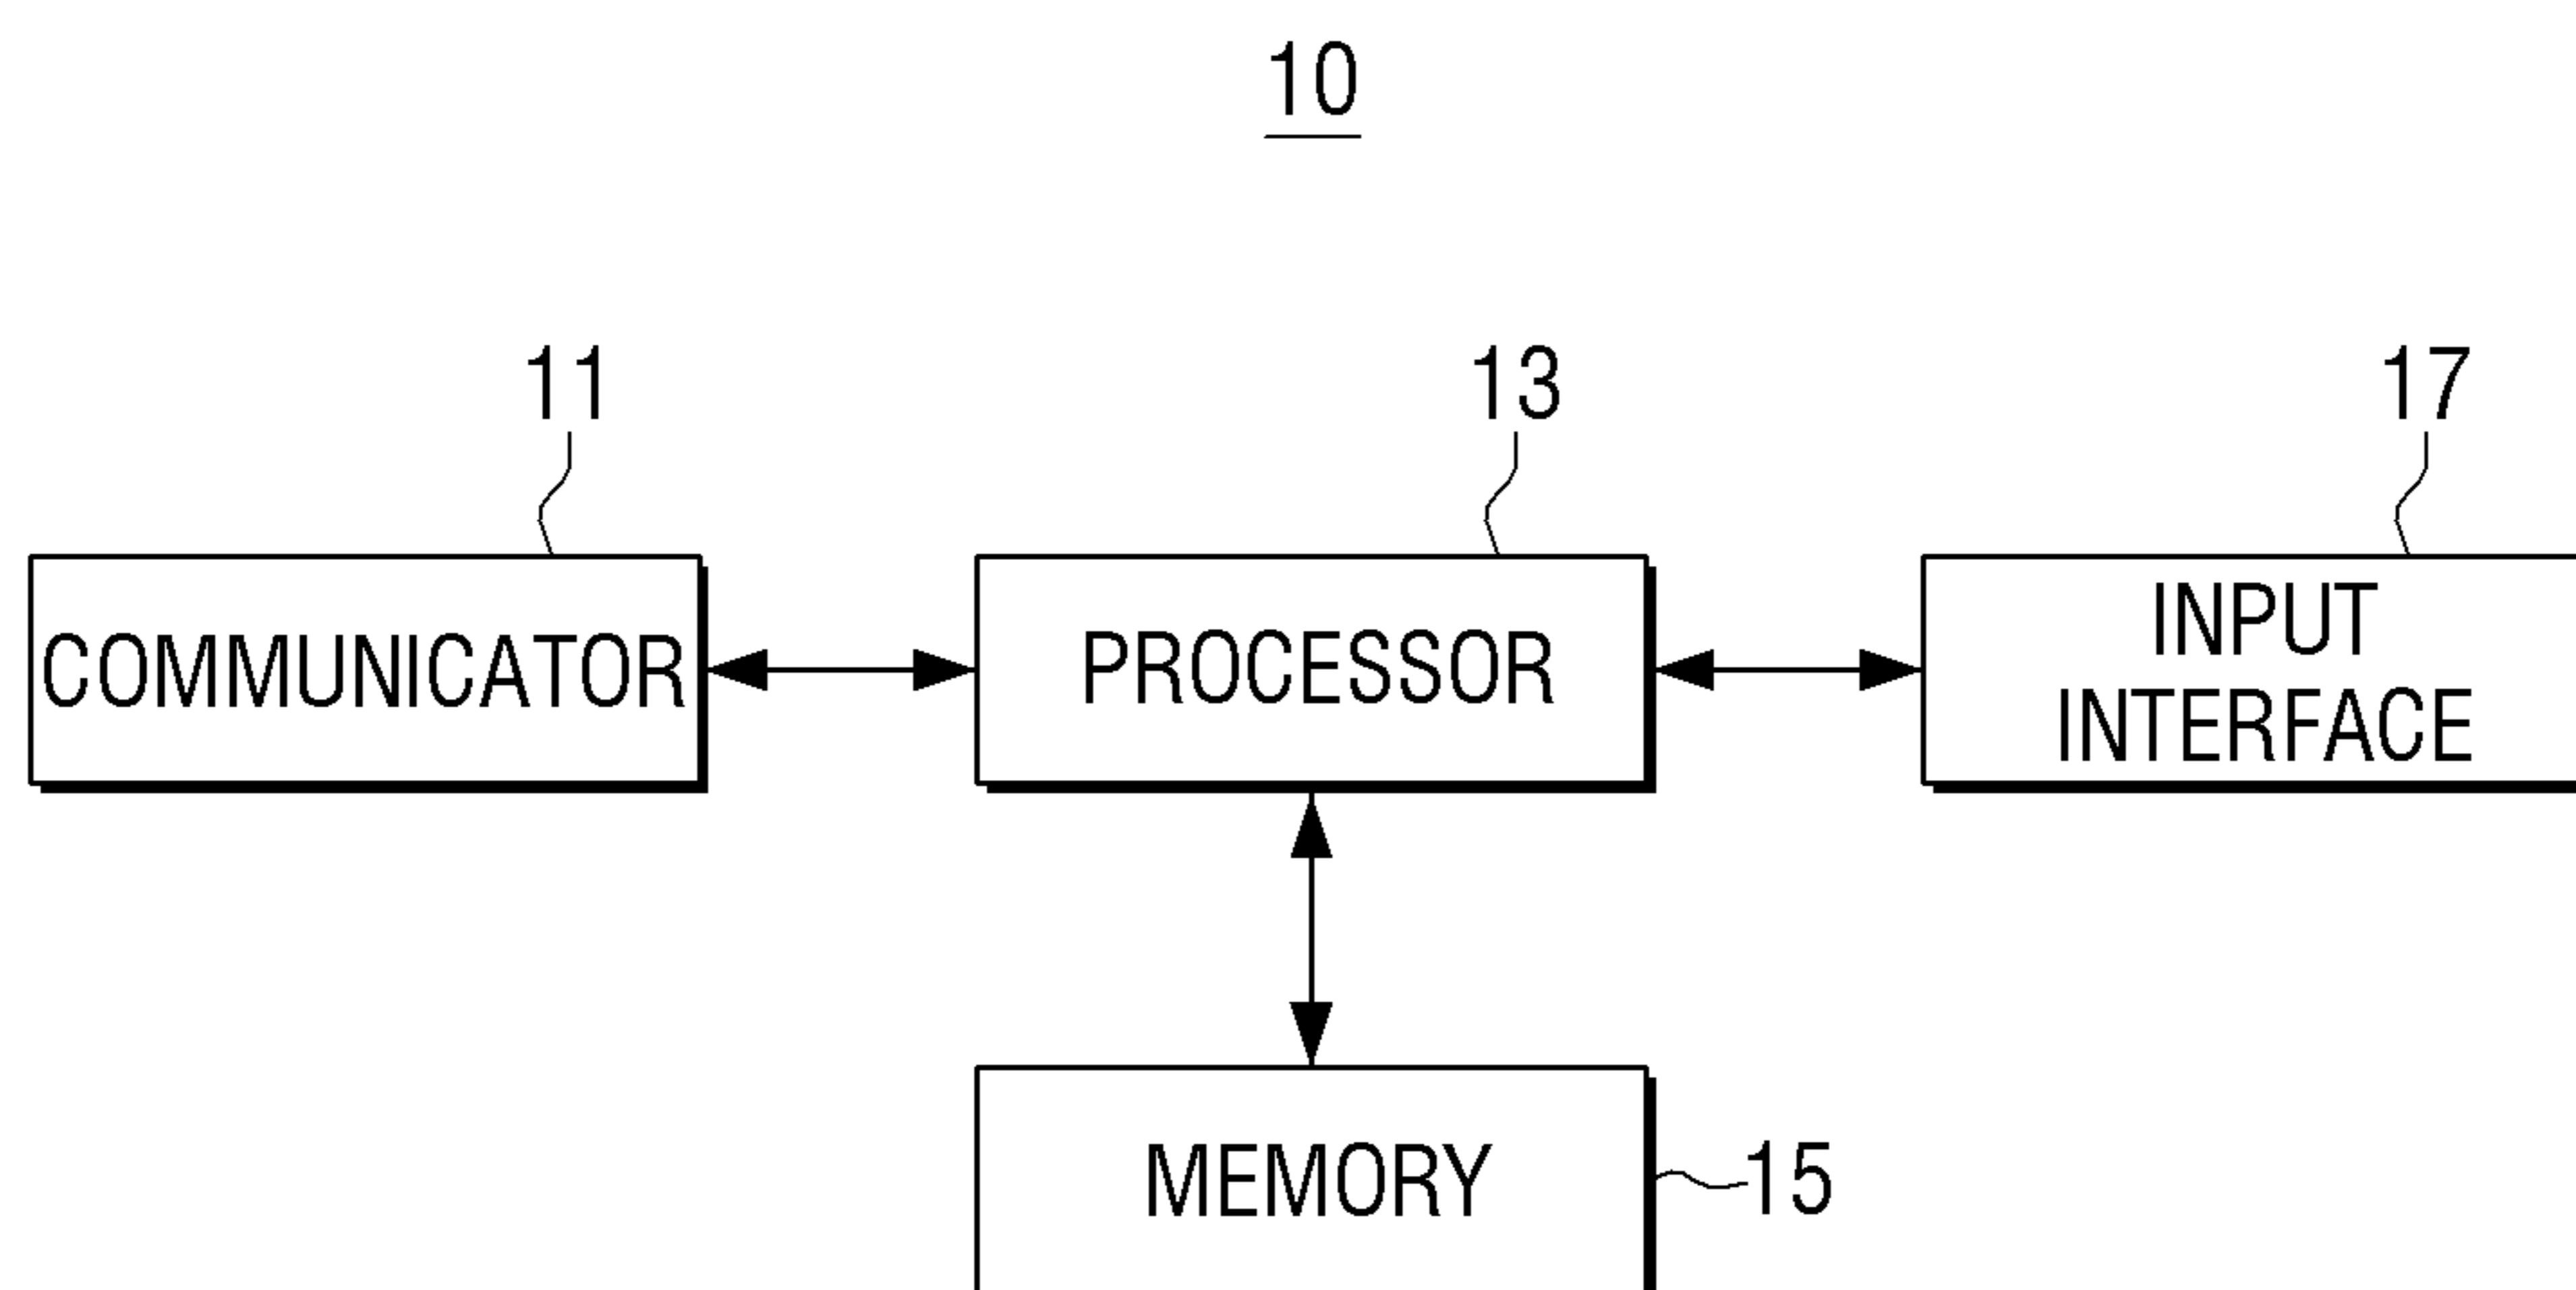 10
11
13
17
COMMUNICATOR
PROCESSOR
INPUT
INTERFACE
MEMORY
15